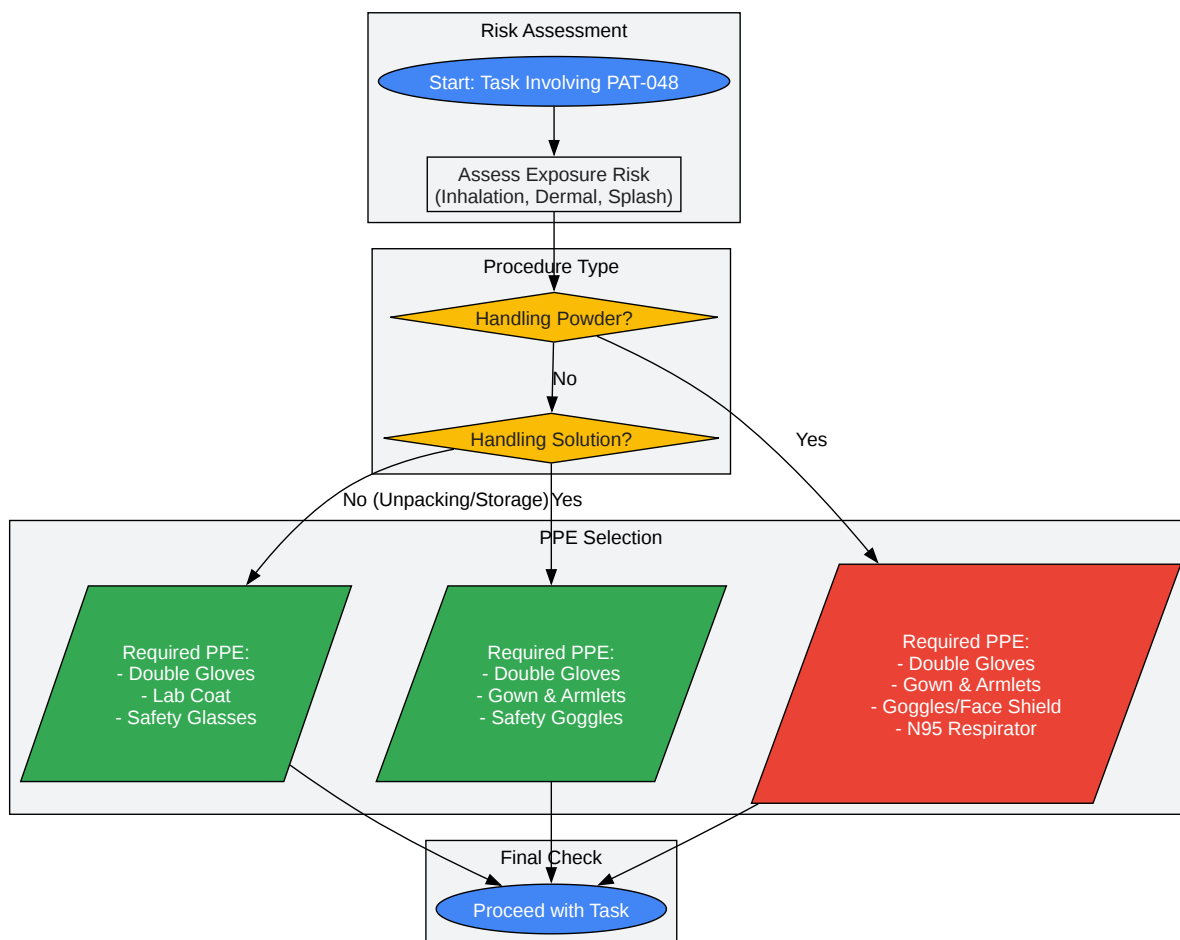 Risk Assessment
Start: Task Involving PAT-048
Assess Exposure Risk
(Inhalation, Dermal, Splash)
Procedure Type
Handling Powder?
No
Handling Solution?
Yes
No (Unpacking/Storage)
Yes
PPE Selection
Required PPE:
- Double Gloves
- Lab Coat
- Safety Glasses
Required PPE:
- Double Gloves
- Gown & Armlets
- Safety Goggles
Required PPE:
- Double Gloves
- Gown & Armlets
- Goggles/Face Shield
- N95 Respirator
Final Check
Proceed with Task